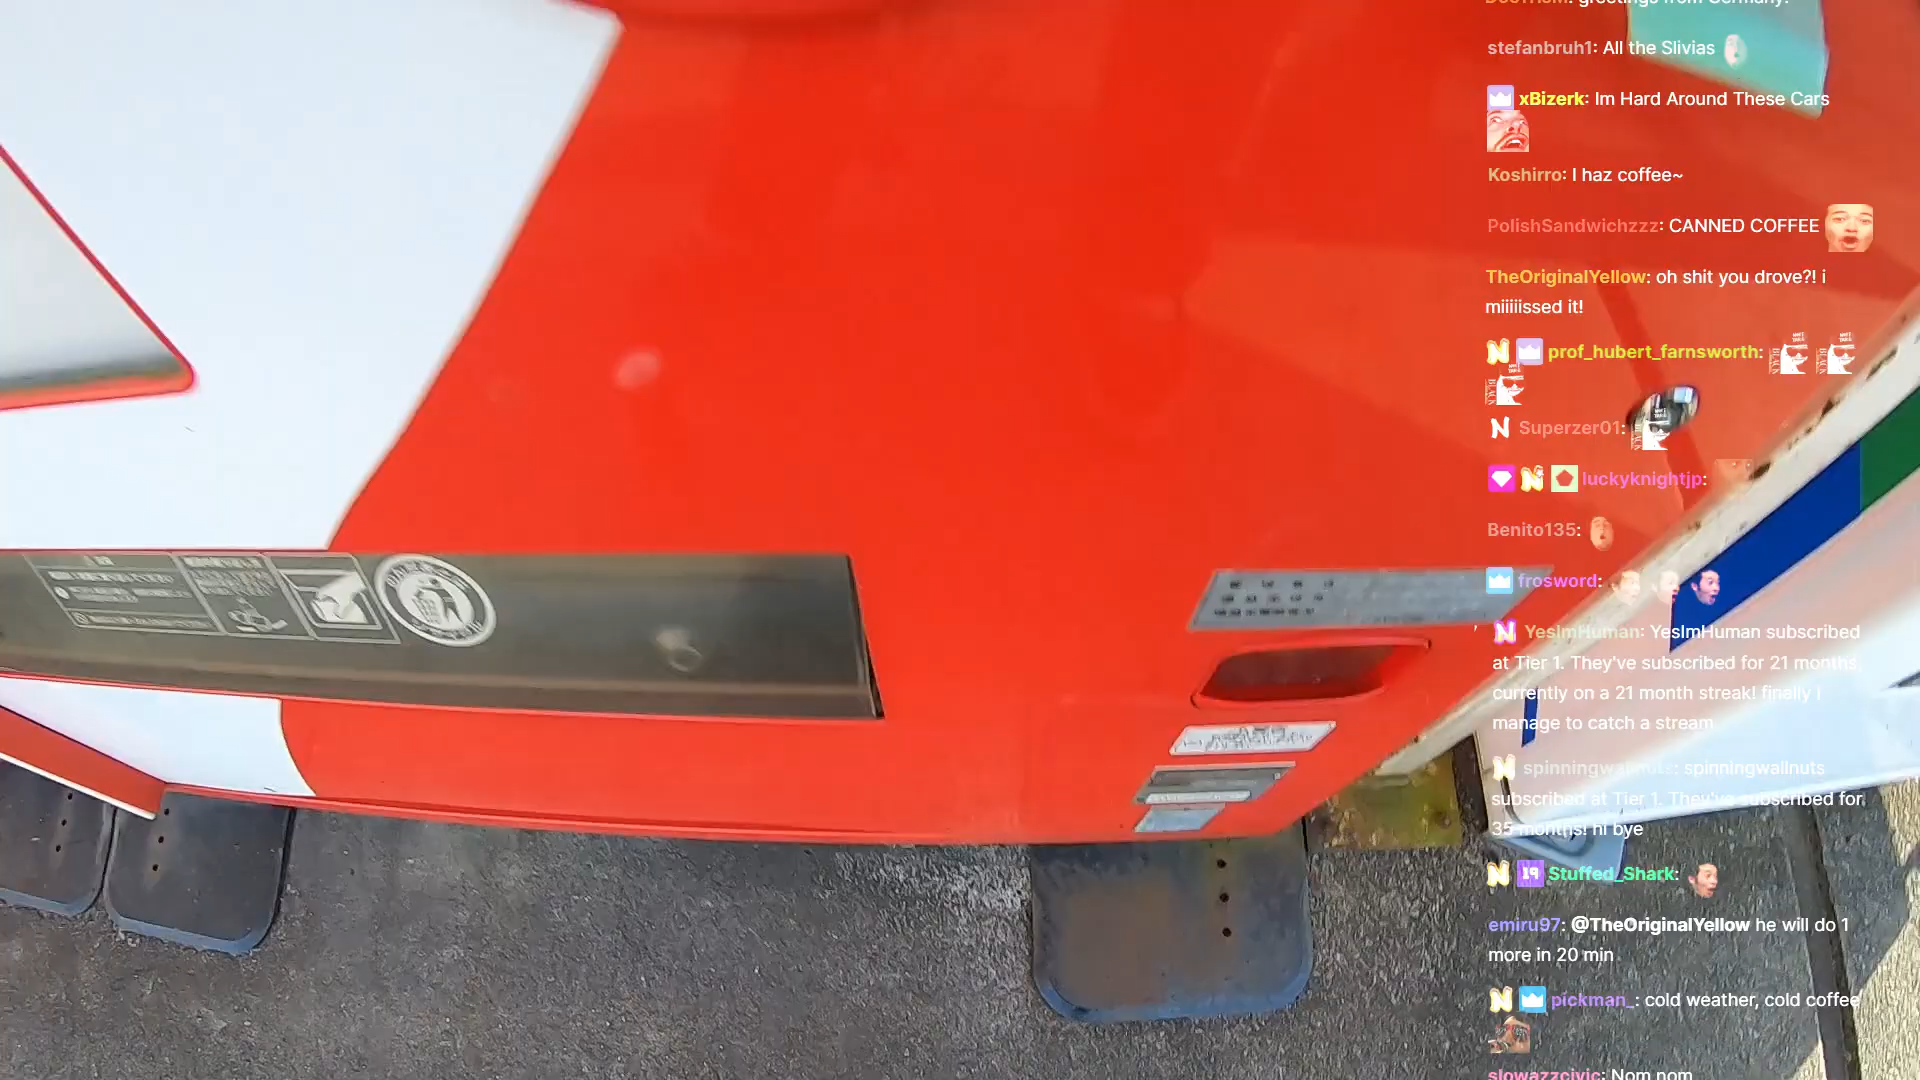 stefanbruh1: All the Slivias
xBizerk: Im Hard Around These Cars
Koshirro: I haz coffee~
PolishSandwichzzz: CANNED COFFEE
TheOriginalYellow: oh shit you drove?! i
miiiiissed it!
prof_hubert_farnsworth:
Superzer01:
luckyknightjp:
Benito135:
frosword:
YesImHuman: YesImHuman subscribed
at Tier 1. They've subscribed for 21 months,
currently on a 21 month streak! finally I
manage to catch a stream
spinningwallnuts: spinningwallnuts
subscribed at Tier 1. They've subscribed for
35 months! hi bye
19 Stuffed_Shark:
emiru97: @TheOriginalYellow he will do 1
more in 20 min
pickman_: cold weather, cold coffee
slowazzcivic: Nom nom